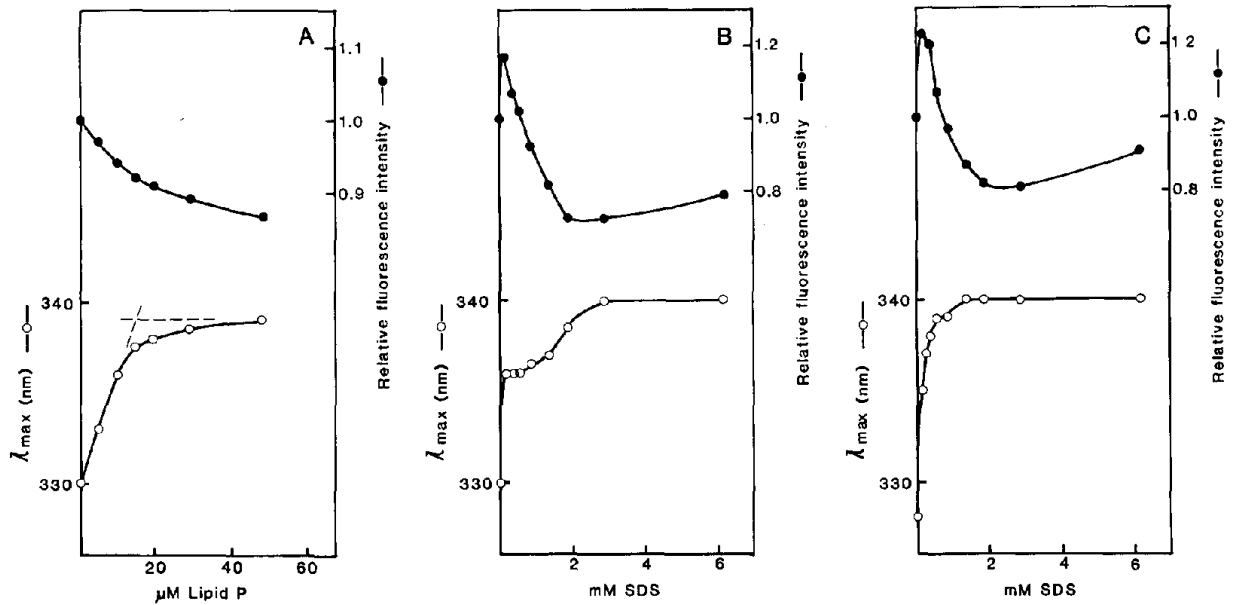 A
1.1
1.0
0.9
Relative fluorescence intensity
340
330
λmax (nm)
20
40
60
μM Lipid P
B
1.2
1.0
0.8
Relative fluorescence intensity
340
330
λmax (nm)
2
4
6
mM SDS
C
1.2
1.0
0.8
Relative fluorescence intensity
340
330
λmax (nm)
2
4
6
mM SDS